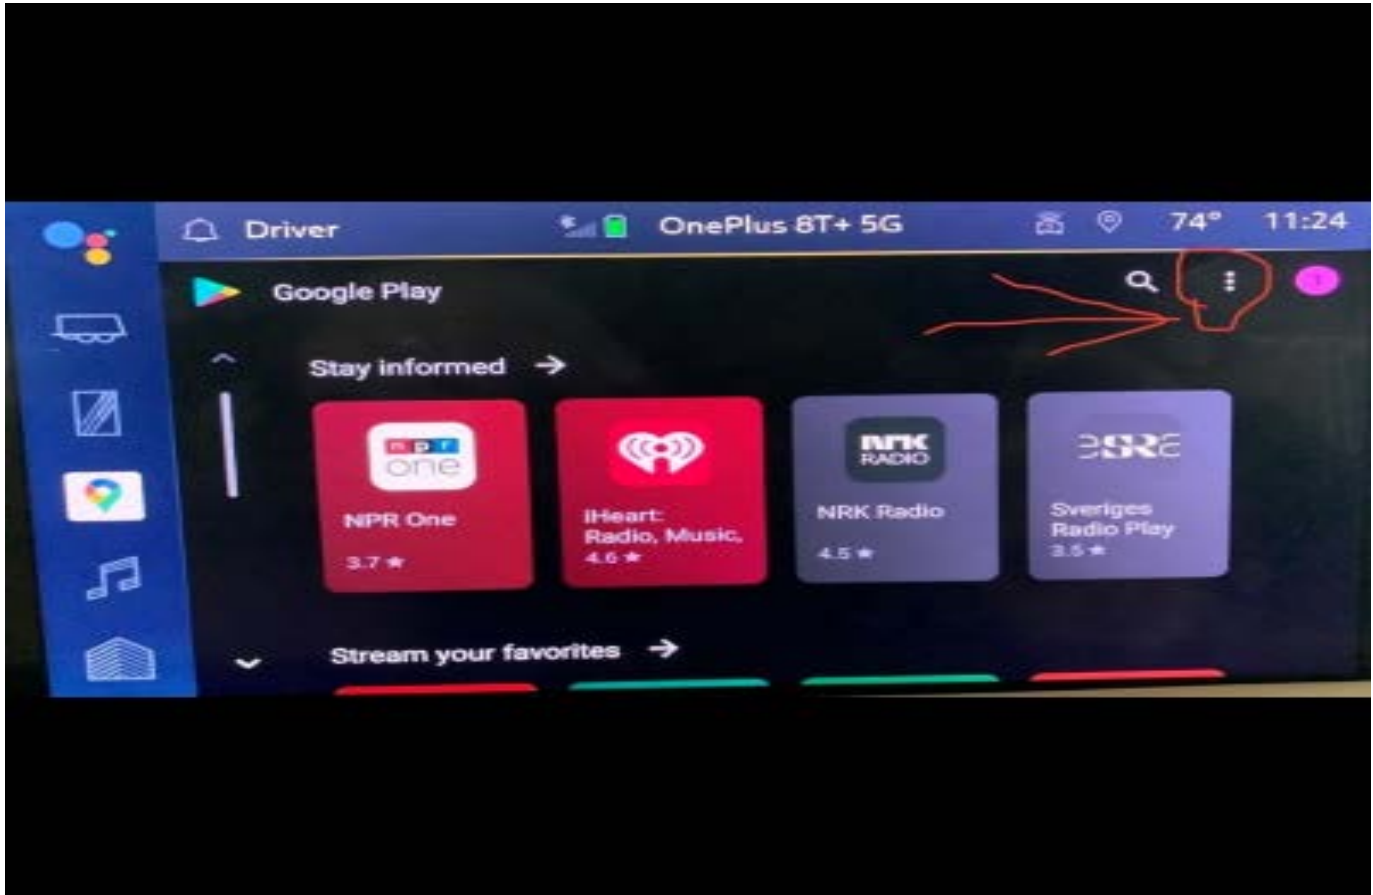 Driver
OnePlus 8T+ 5G
74°
11:24
Google Play
Stay informed →
npr
one
NPR One
3.7 ★
iHeart:
Radio, Music,
4.6 ★
NRK
RADIO
NRK Radio
4.5 ★
Sveriges
Radio Play
3.5 ★
Stream your favorites →